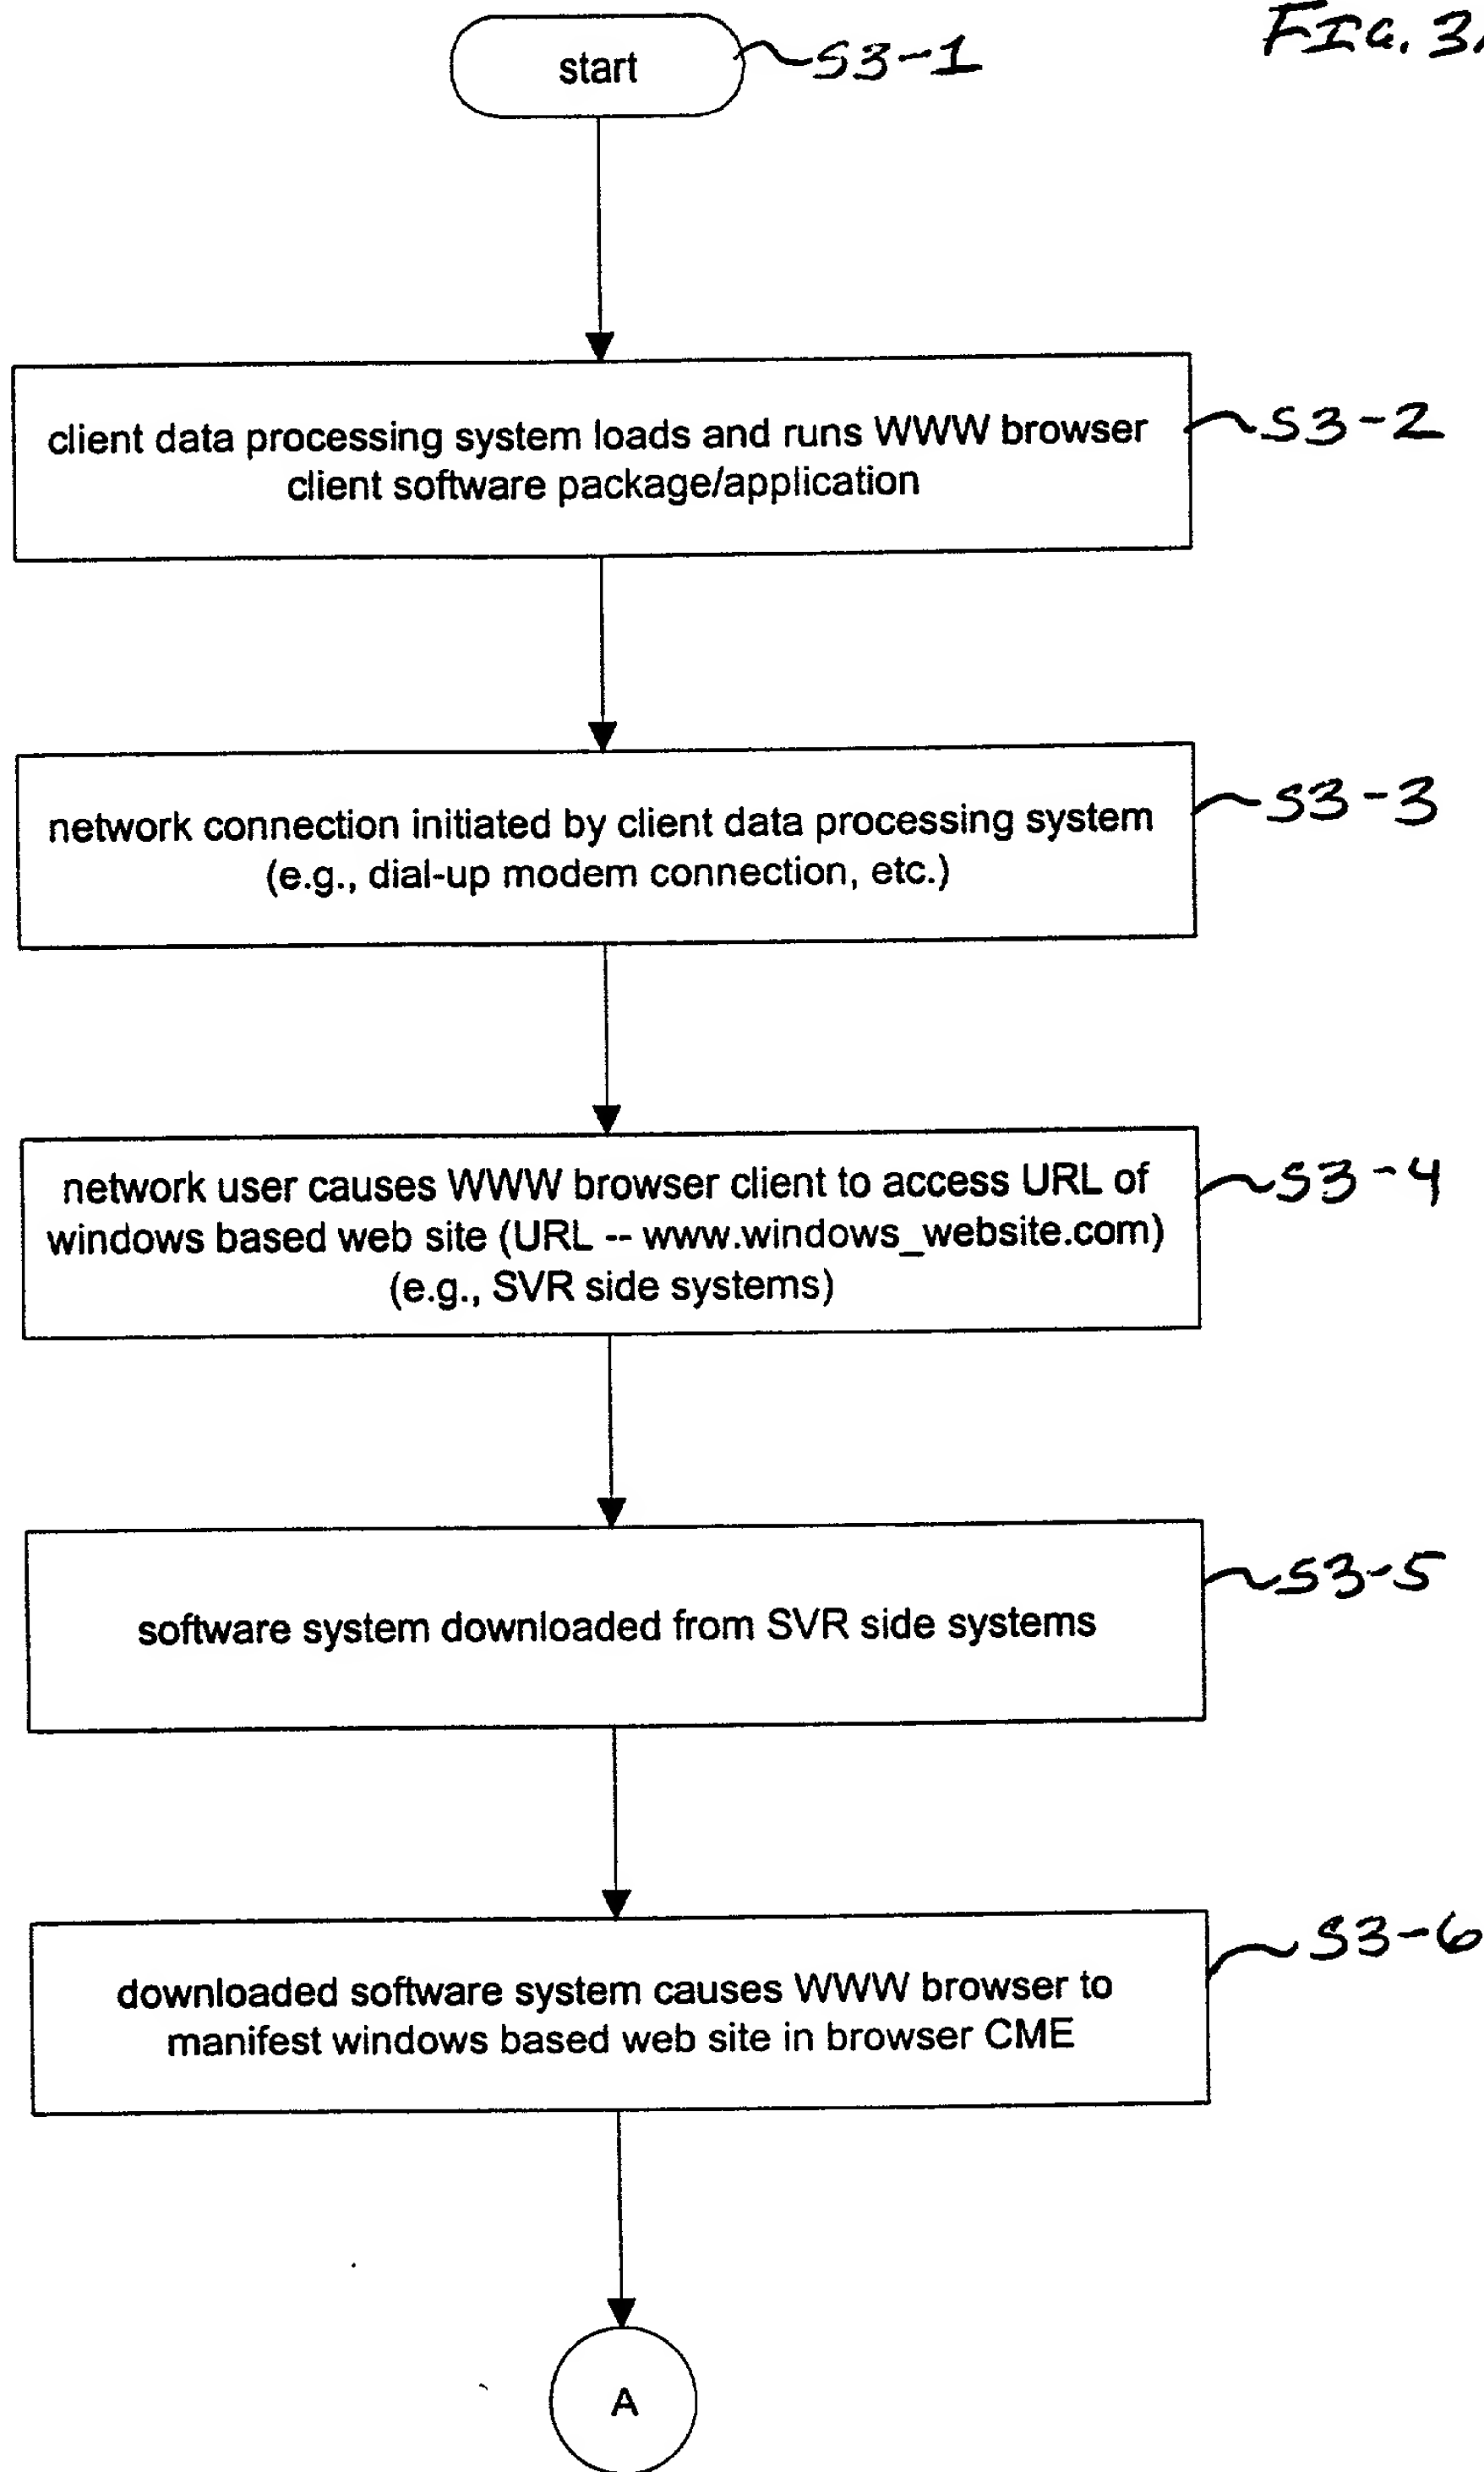 FIG. 3A
start
S3-1
client data processing system loads and runs WWW browser
client software package/application
S3-2
network connection initiated by client data processing system
(e.g., dial-up modem connection, etc.)
S3-3
network user causes WWW browser client to access URL of
windows based web site (URL -- www.windows_website.com)
(e.g., SVR side systems)
S3-4
software system downloaded from SVR side systems
S3-5
downloaded software system causes WWW browser to
manifest windows based web site in browser CME
S3-6
A